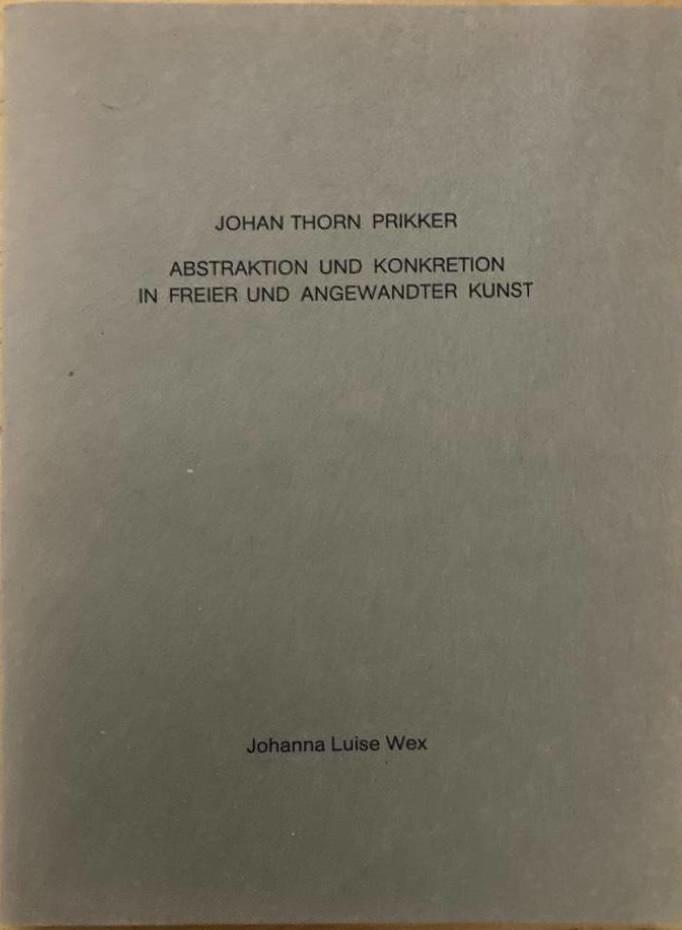 JOHAN THORN PRIKKER
ABSTRAKTION UND KONKRETION
IN FREIER UND ANGEWANDTER KUNST
Johanna Luise Wex